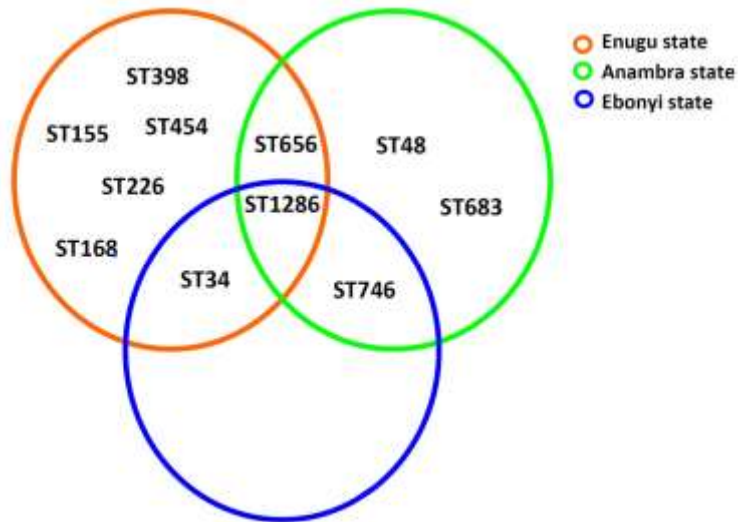 ST398
ST155
ST454
ST226
ST168
ST656
ST48
ST1286
ST683
ST34
ST746
Enugu state
Anambra state
Ebonyi state